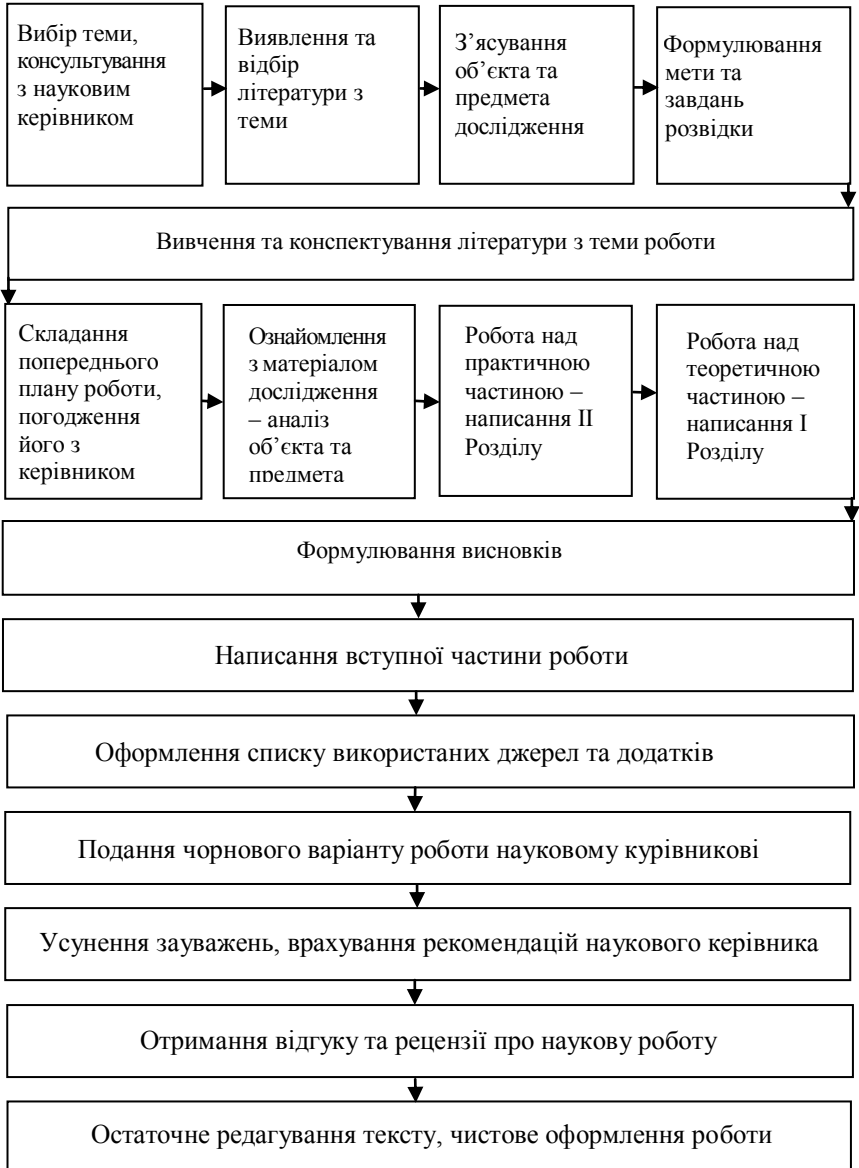 Вибір теми,
консультування
з науковим
керівником
Виявлення та
відбір
літератури з
теми
З’ясування
об’єкта та
предмета
дослідження
Формулювання
мети та
завдань
розвідки
Вивчення та конспектування літератури з теми роботи
Складання
попереднього
плану роботи,
погодження
його з
керівником
Ознайомлення
з матеріалом
дослідження
– аналіз
об’єкта та
предмета
Робота над
практичною
частиною –
написання ІІ
Розділу
Робота над
теоретичною
частиною –
написання І
Розділу
Формулювання висновків
Написання вступної частини роботи
Оформлення списку використаних джерел та додатків
Подання чорнового варіанту роботи науковому курівникові
Усунення зауважень, врахування рекомендацій наукового керівника
Отримання відгуку та рецензії про наукову роботу
Остаточне редагування тексту, чистове оформлення роботи